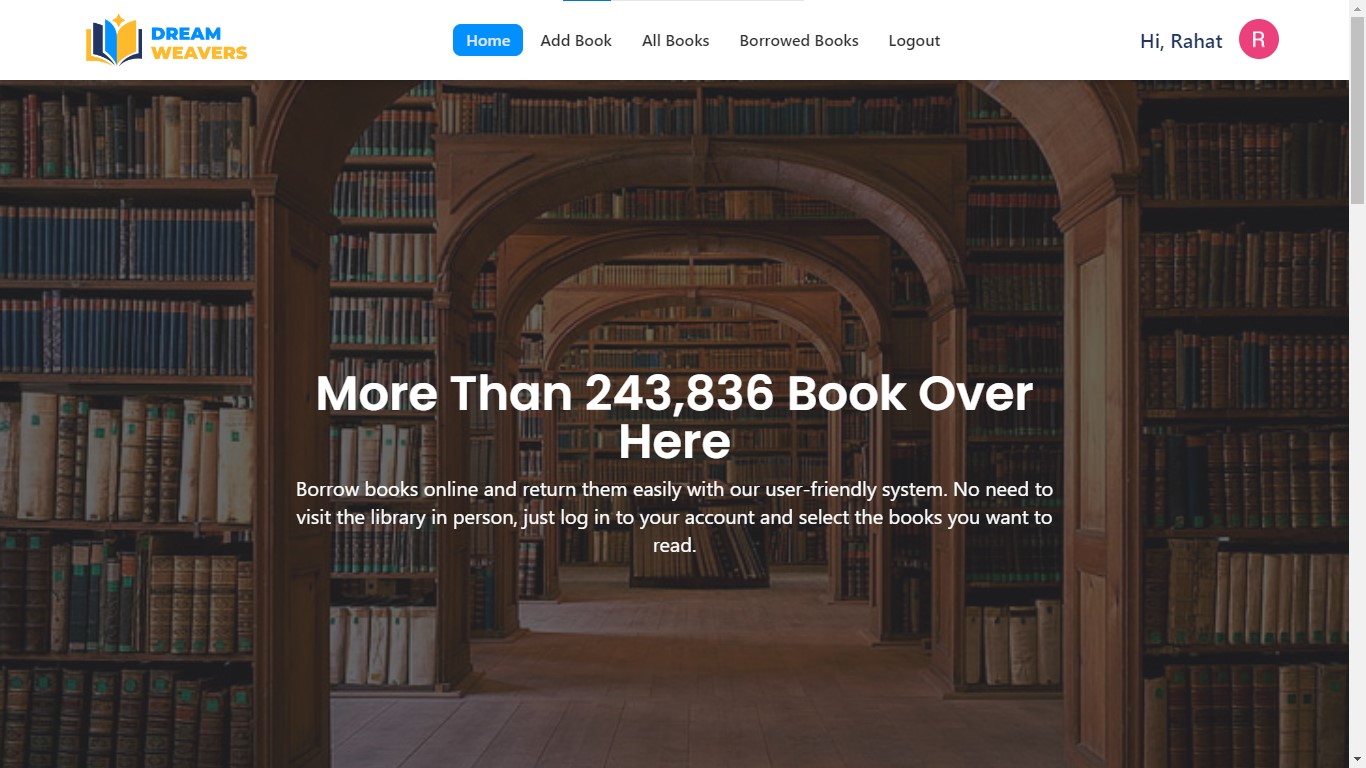 DREAM
WEAVERS
Home
Add Book
All Books
Borrowed Books
Logout
Hi, Rahat
R
More Than 243,836 Book Over
Here
Borrow books online and return them easily with our user-friendly system. No need to
visit the library in person, just log in to your account and select the books you want to
read.